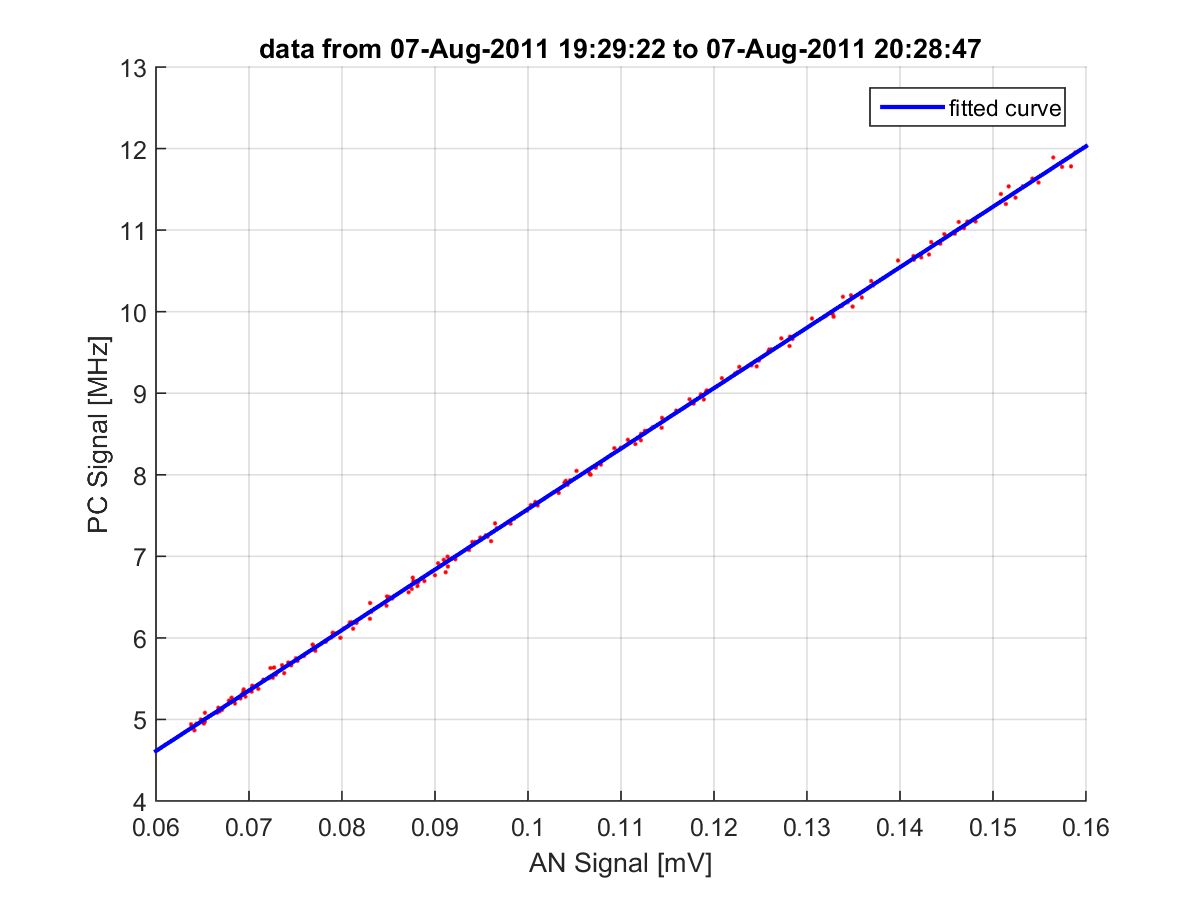 data from 07-Aug-2011 19:29:22 to 07-Aug-2011 20:28:47
fitted curve
PC Signal [MHz]
13
12
11
10
9
8
7
6
5
4
0.06 0.07 0.08 0.09 0.1 0.11 0.12 0.13 0.14 0.15 0.16
AN Signal [mV]